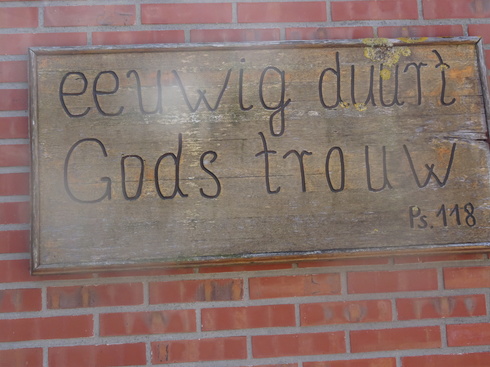 eeuwig duurt
Gods trouw
Ps. 118